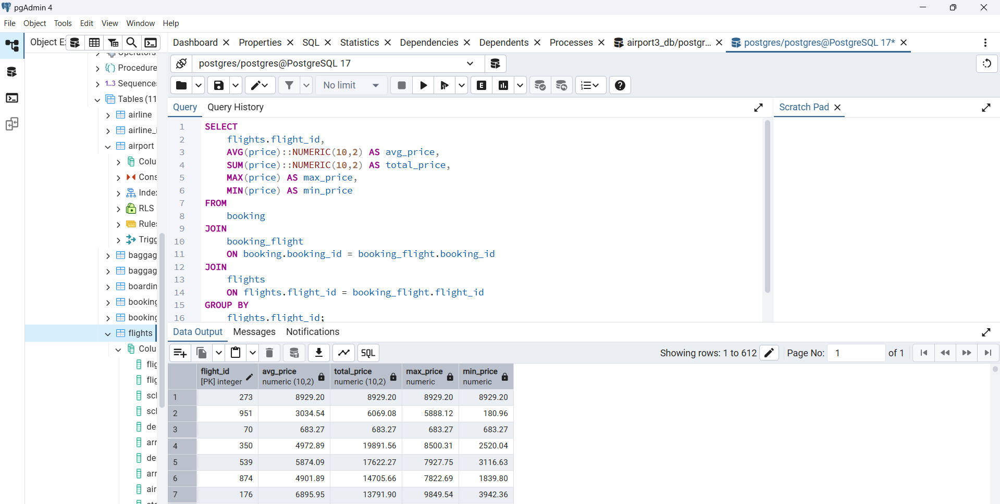 pgAdmin 4
File Object Tools Edit View Window Help
Object E
Dashboard Properties SQL Statistics Dependencies Dependents Processes airport3_db/postgr... postgres/postgres@PostgreSQL 17*
Operators
Procedure
1..3 Sequence
Tables (11
airline
airline_i
airport
Colu
Cons
Inde
RLS
Rule
Trigg
baggag
baggag
boardin
booking
booking
flights
Colu
flig
flig
scl
scl
de
arr
de
arr
air
postgres/postgres@PostgreSQL 17
No limit
E
Query Query History
Scratch Pad
1 SELECT
2 flights.flight_id,
3 AVG(price)::NUMERIC(10,2) AS avg_price,
4 SUM(price)::NUMERIC(10,2) AS total_price,
5 MAX(price) AS max_price,
6 MIN(price) AS min_price
7 FROM
8 booking
9 JOIN
10 booking_flight
11 ON booking.booking_id = booking_flight.booking_id
12 JOIN
13 flights
14 ON flights.flight_id = booking_flight.flight_id
15 GROUP BY
16 flights.flight_id;
Data Output Messages Notifications
SQL
Showing rows: 1 to 612 Page No: 1 of 1
flight_id avg_price total_price max_price min_price
[PK] integer numeric (10,2) numeric (10,2) numeric numeric
1 273 8929.20 8929.20 8929.20 8929.20
2 951 3034.54 6069.08 5888.12 180.96
3 70 683.27 683.27 683.27 683.27
4 350 4972.89 19891.56 8500.31 2520.04
5 539 5874.09 17622.27 7927.75 3116.63
6 874 4901.89 14705.66 7822.69 1839.80
7 176 6895.95 13791.90 9849.54 3942.36